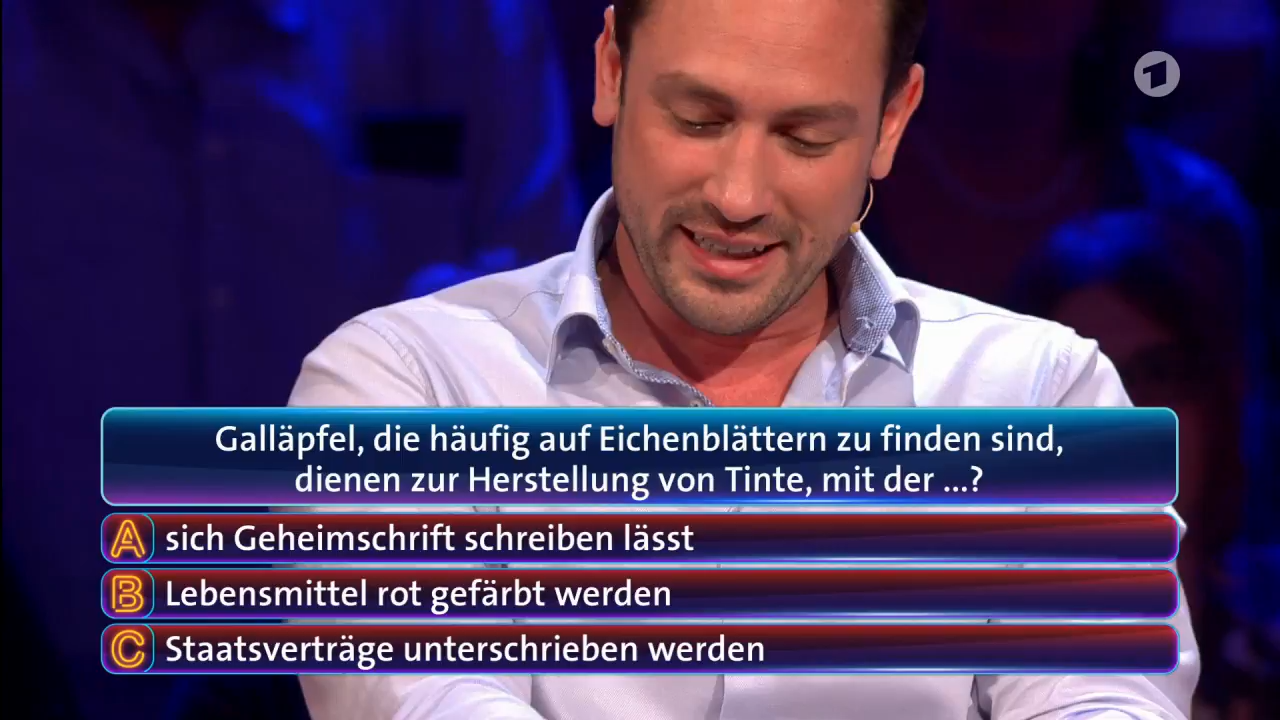 1
Galläpfel, die häufig auf Eichenblättern zu finden sind,
dienen zur Herstellung von Tinte, mit der ...?
A sich Geheimschrift schreiben lässt
B Lebensmittel rot gefärbt werden
C Staatsverträge unterschrieben werden